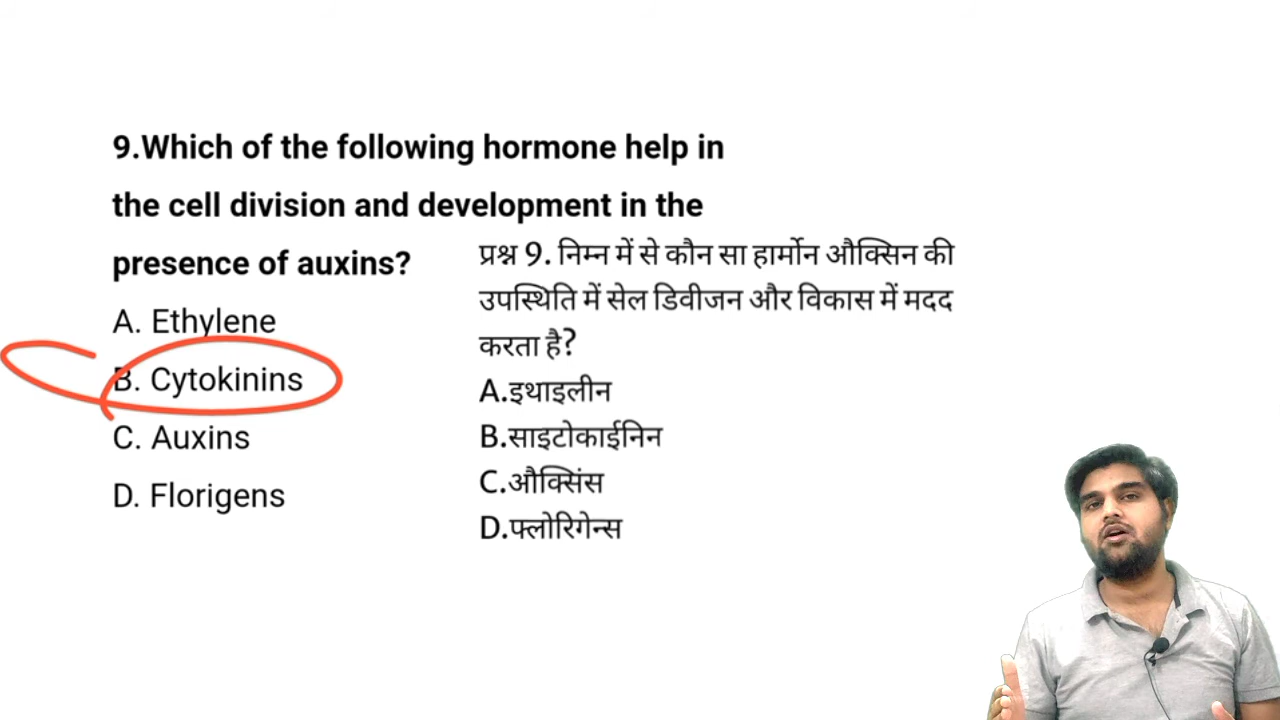 9.Which of the following hormone help in
the cell division and development in the
presence of auxins?
A. Ethylene
B. Cytokinins
C. Auxins
D. Florigens
प्रश्न 9. निम्न में से कौन सा हार्मोन औक्सिन की
उपस्थिति में सेल डिवीजन और विकास में मदद
करता है?
A.इथाइलीन
B.साइटोकाईनिन
C.औक्सिंस
D.फ्लोरिगेन्स